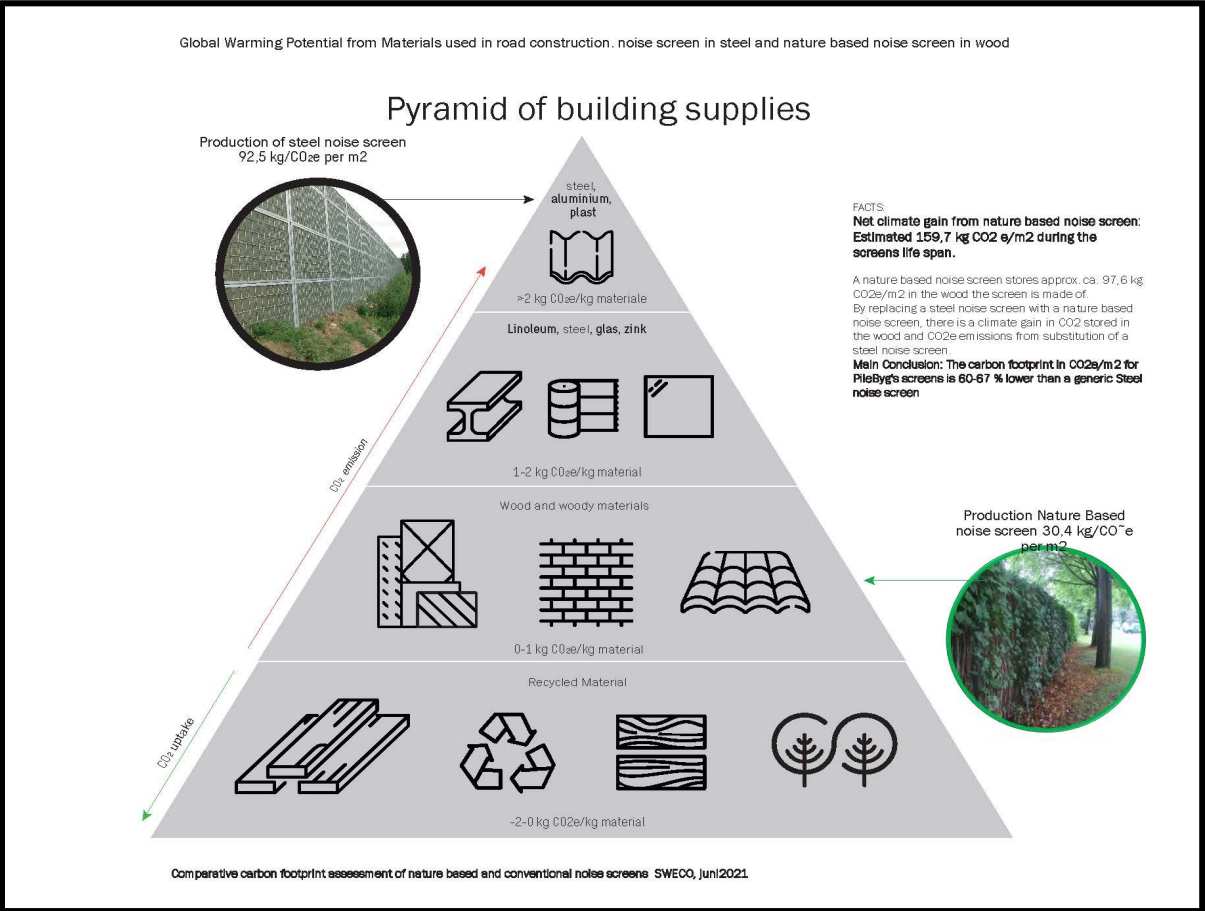 Global Warming Potential from Materials used in road construction. noise screen in steel and nature based noise screen in wood
Pyramid of building supplies
Production of steel noise screen
92,5 kg/CO₂e per m2
steel,
aluminium,
plast
>2 kg CO₂e/kg materiale
FACTS:
Net climate gain from nature based noise screen:
Estimated 159,7 kg CO2 e/m2 during the
screens life span.
A nature based noise screen stores approx. ca. 97,6 kg
CO2e/m2 in the wood the screen is made of.
By replacing a steel noise screen with a nature based
noise screen, there is a climate gain in CO2 stored in
the wood and CO2e emissions from substitution of a
steel noise screen.
Main Conclusion: The carbon footprint in CO2e/m2 for
PileByg's screens is 60-67 % lower than a generic Steel
noise screen
Linoleum, steel, glas, zink
1-2 kg CO₂e/kg material
CO₂ emission
Wood and woody materials
0-1 kg CO₂e/kg material
Production Nature Based
noise screen 30,4 kg/CO~e
per m2
CO₂ uptake
Recycled Material
-2-0 kg CO2e/kg material
Comparative carbon footprint assessment of nature based and conventional noise screens SWECO, juni2021